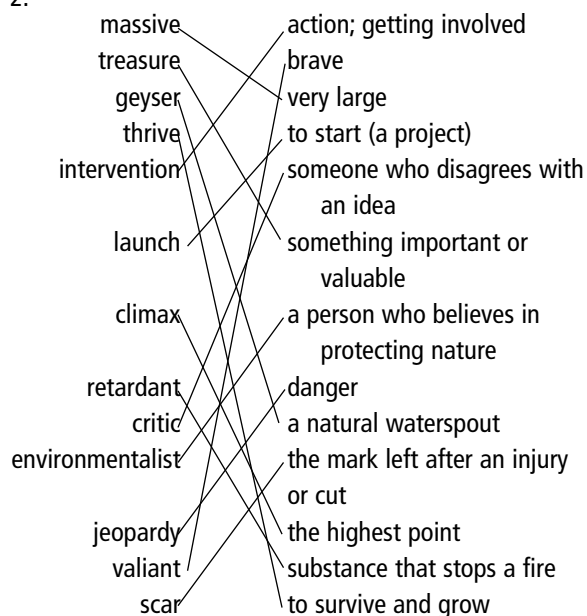 2.
massive action; getting involved
treasure brave
geyser very large
thrive to start (a project)
intervention someone who disagrees with
an idea
launch something important or
valuable
climax a person who believes in
protecting nature
retardant danger
critic a natural waterspout
environmentalist the mark left after an injury
or cut
jeopardy the highest point
valiant substance that stops a fire
scar to survive and grow